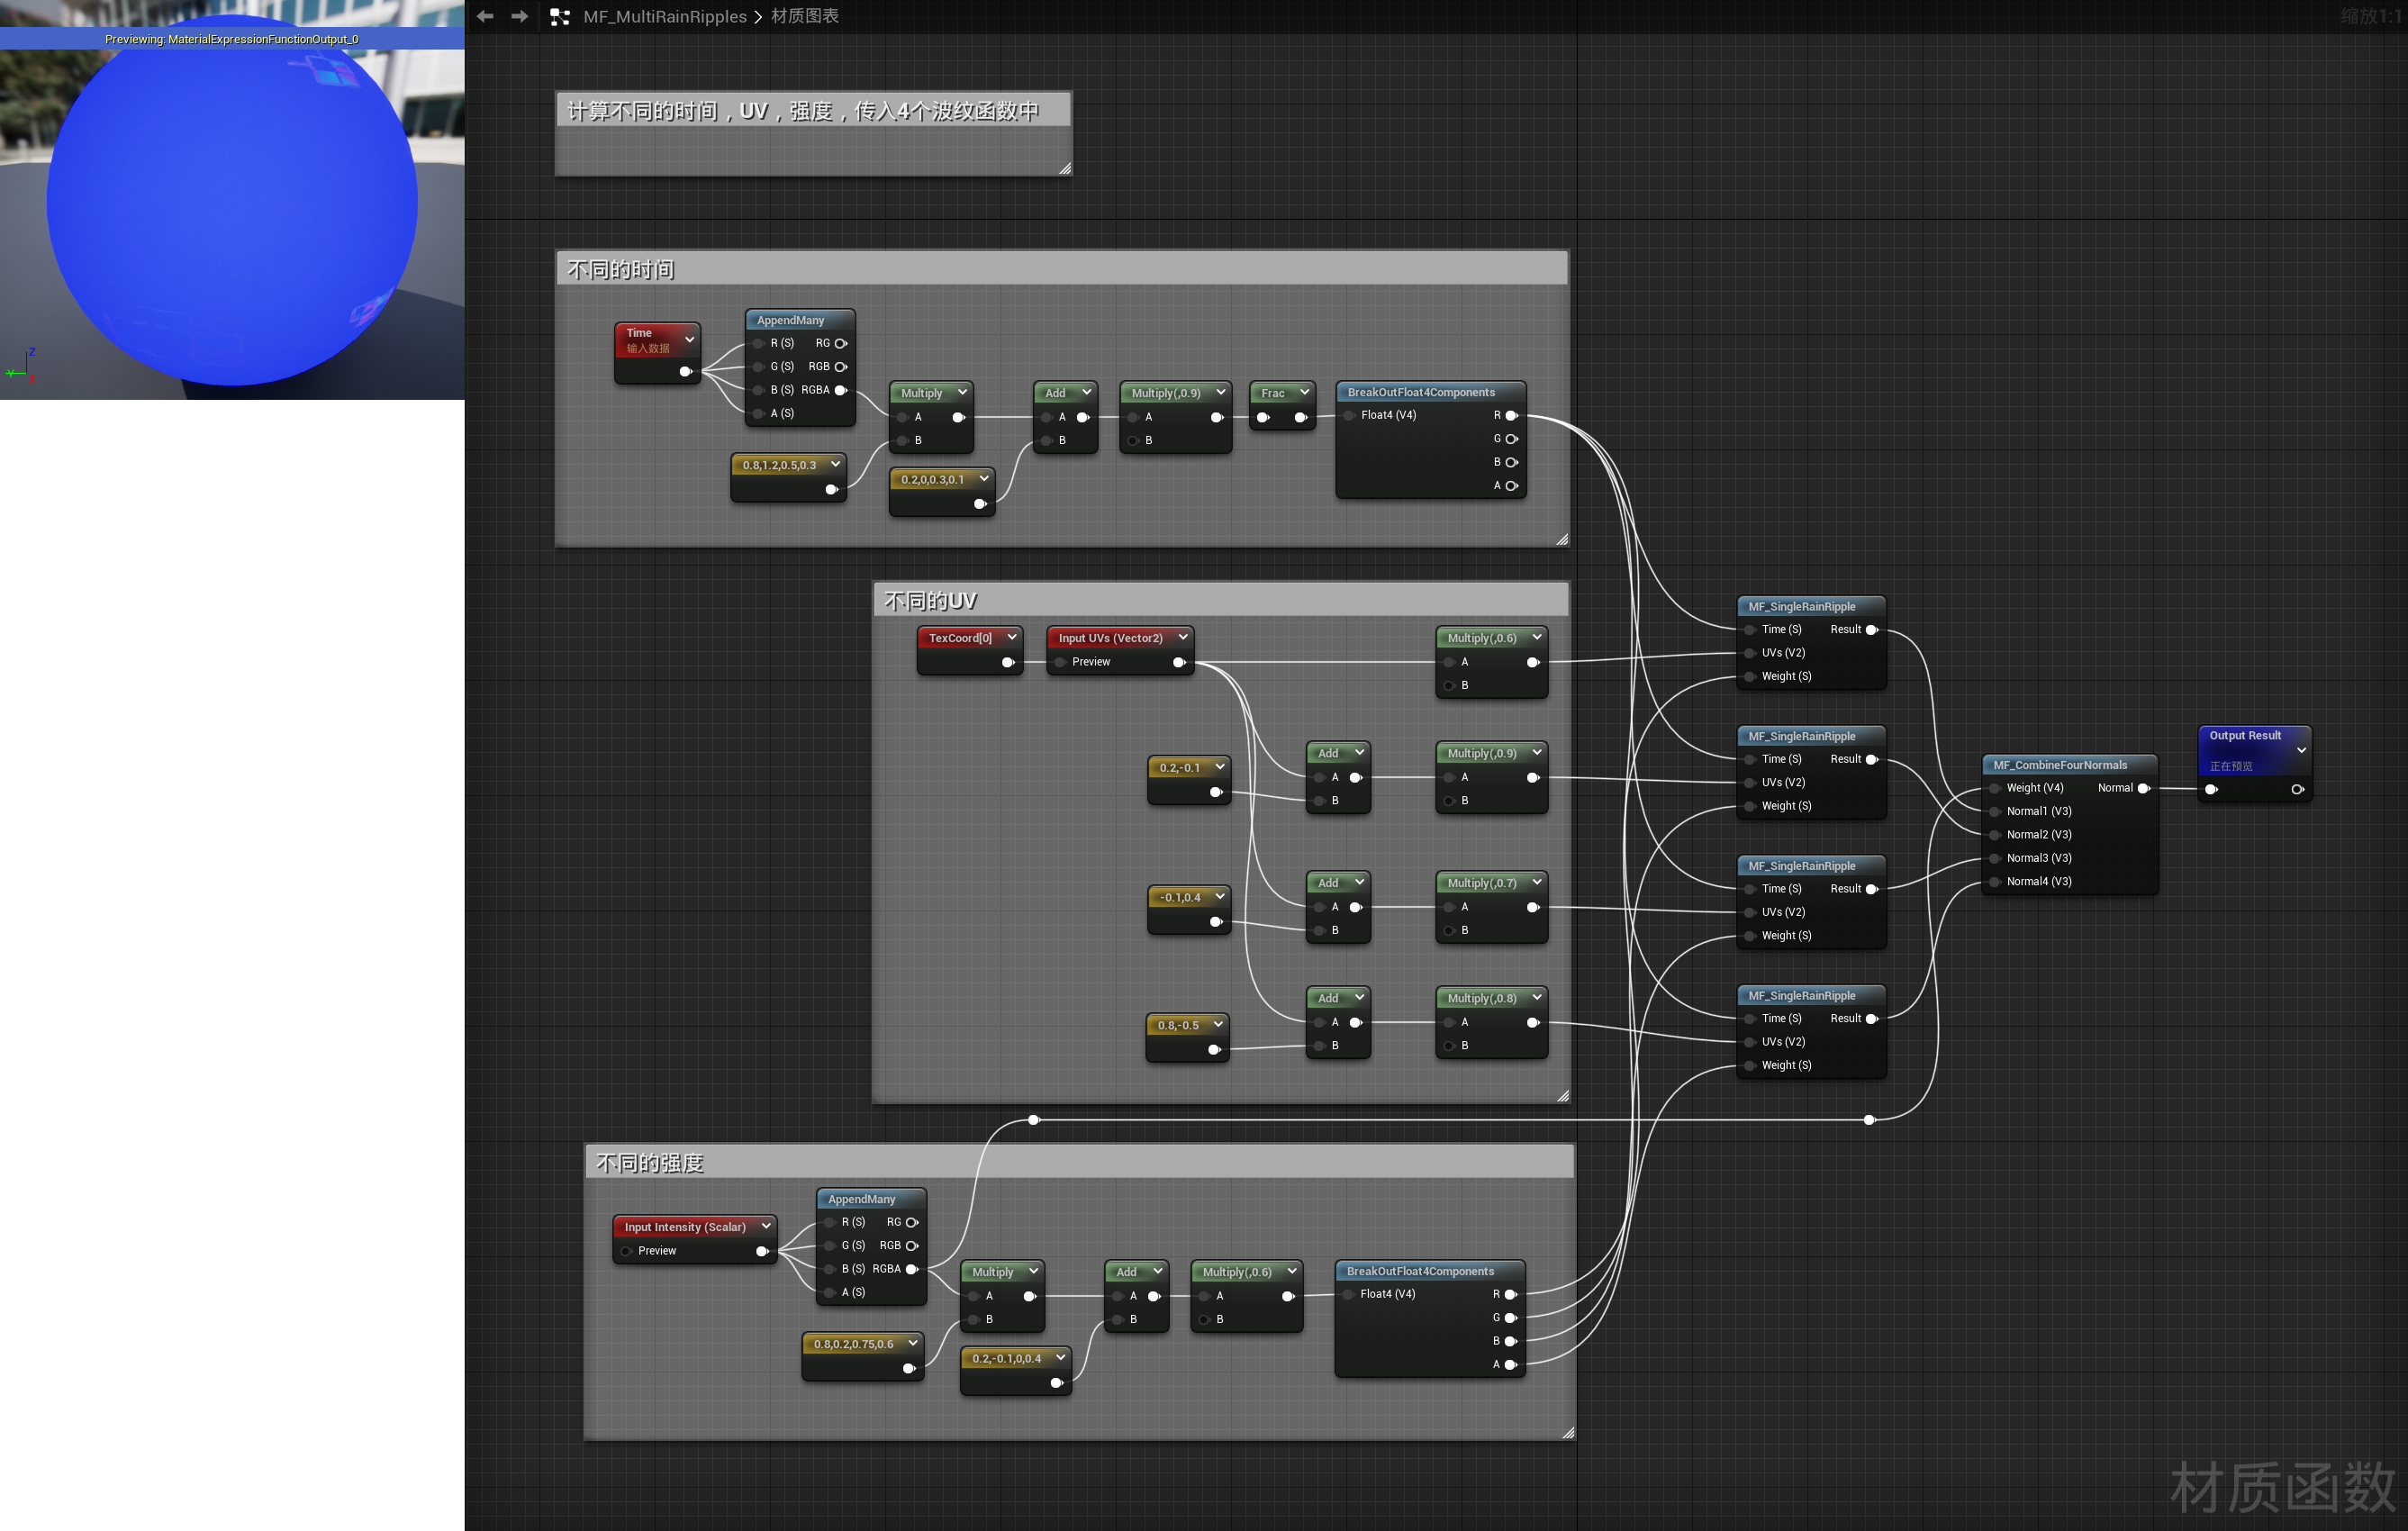 Previewing: MaterialExpressionFunctionOutput_0
Z
Y
X
MF_MultiRainRipples
材质图表
缩放1:1
计算不同的时间，UV，强度，传入4个波纹函数中
不同的时间
Time
输入数据
AppendMany
R (S) RG
G (S) RGB
B (S) RGBA
A (S)
0.8,1.2,0.5,0.3
Multiply
A
B
0.2,0,0.3,0.1
Add
A
B
Multiply(,0.9)
A
B
Frac
BreakOutFloat4Components
Float4 (V4) R
G
B
A
不同的UV
TexCoord[0]
Input UVs (Vector2)
Preview
Multiply(,0.6)
A
B
0.2,-0.1
Add
A
B
Multiply(,0.9)
A
B
-0.1,0.4
Add
A
B
Multiply(,0.7)
A
B
0.8,-0.5
Add
A
B
Multiply(,0.8)
A
B
不同的强度
Input Intensity (Scalar)
Preview
AppendMany
R (S) RG
G (S) RGB
B (S) RGBA
A (S)
0.8,0.2,0.75,0.6
Multiply
A
B
0.2,-0.1,0,0.4
Add
A
B
Multiply(,0.6)
A
B
BreakOutFloat4Components
Float4 (V4) R
G
B
A
MF_SingleRainRipple
Time (S) Result
UVs (V2)
Weight (S)
MF_SingleRainRipple
Time (S) Result
UVs (V2)
Weight (S)
MF_SingleRainRipple
Time (S) Result
UVs (V2)
Weight (S)
MF_SingleRainRipple
Time (S) Result
UVs (V2)
Weight (S)
MF_CombineFourNormals
Weight (V4) Normal
Normal1 (V3)
Normal2 (V3)
Normal3 (V3)
Normal4 (V3)
Output Result
正在预览
材质函数